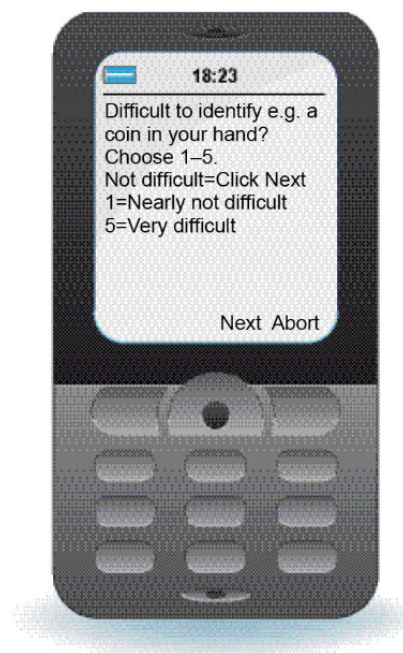 18:23
Difficult to identify e.g. a
coin in your hand?
Choose 1–5.
Not difficult=Click Next
1=Nearly not difficult
5=Very difficult
Next Abort